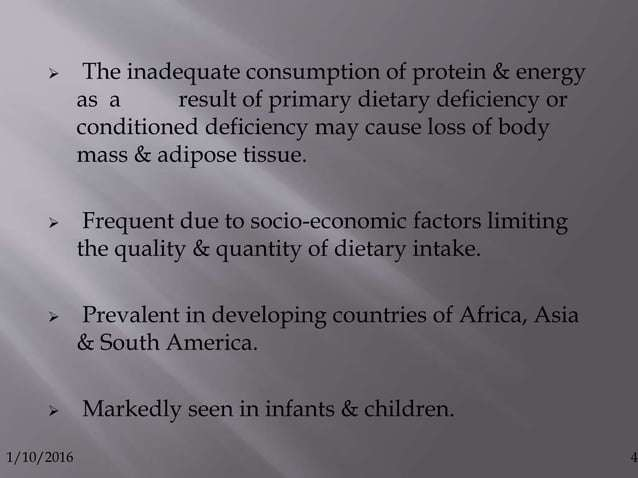 ➢ The inadequate consumption of protein & energy
as a result of primary dietary deficiency or
conditioned deficiency may cause loss of body
mass & adipose tissue.
➢ Frequent due to socio-economic factors limiting
the quality & quantity of dietary intake.
➢ Prevalent in developing countries of Africa, Asia
& South America.
➢ Markedly seen in infants & children.
1/10/2016 4